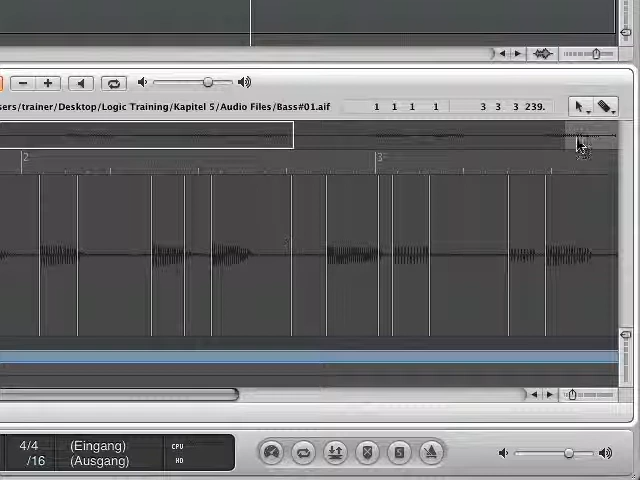 sers/trainer/Desktop/Logic Training/Kapitel 5/Audio Files/Bass#01.aif 1 1 1 1 3 3 3 239.
2 3
4/4 (Eingang) CPU
/16 (Ausgang) HD